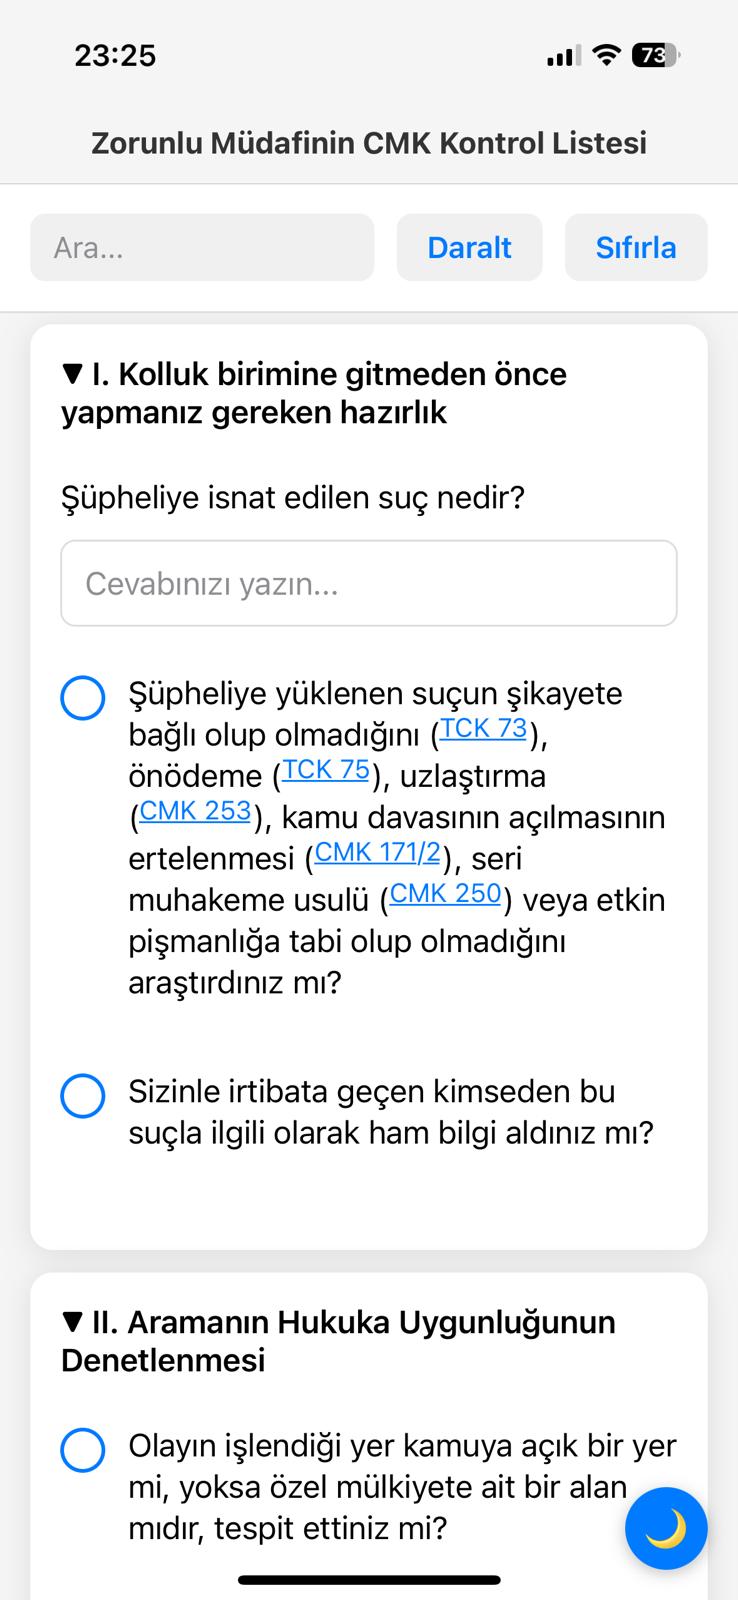 23:25
73
Zorunlu Müdafinin CMK Kontrol Listesi
Ara...
Daralt
Sıfırla
▼ I. Kolluk birimine gitmeden önce
yapmanız gereken hazırlık
Şüpheliye isnat edilen suç nedir?
Cevabınızı yazın...
Şüpheliye yüklenen suçun şikayete
bağlı olup olmadığını (TCK 73),
önödeme (TCK 75), uzlaştırma
(CMK 253), kamu davasının açılmasının
ertelenmesi (CMK 171/2), seri
muhakeme usulü (CMK 250) veya etkin
pişmanlığa tabi olup olmadığını
araştırdınız mı?
Sizinle irtibata geçen kimseden bu
suçla ilgili olarak ham bilgi aldınız mı?
▼ II. Aramanın Hukuka Uygunluğunun
Denetlenmesi
Olayın işlendiği yer kamuya açık bir yer
mi, yoksa özel mülkiyete ait bir alan
mıdır, tespit ettiniz mi?